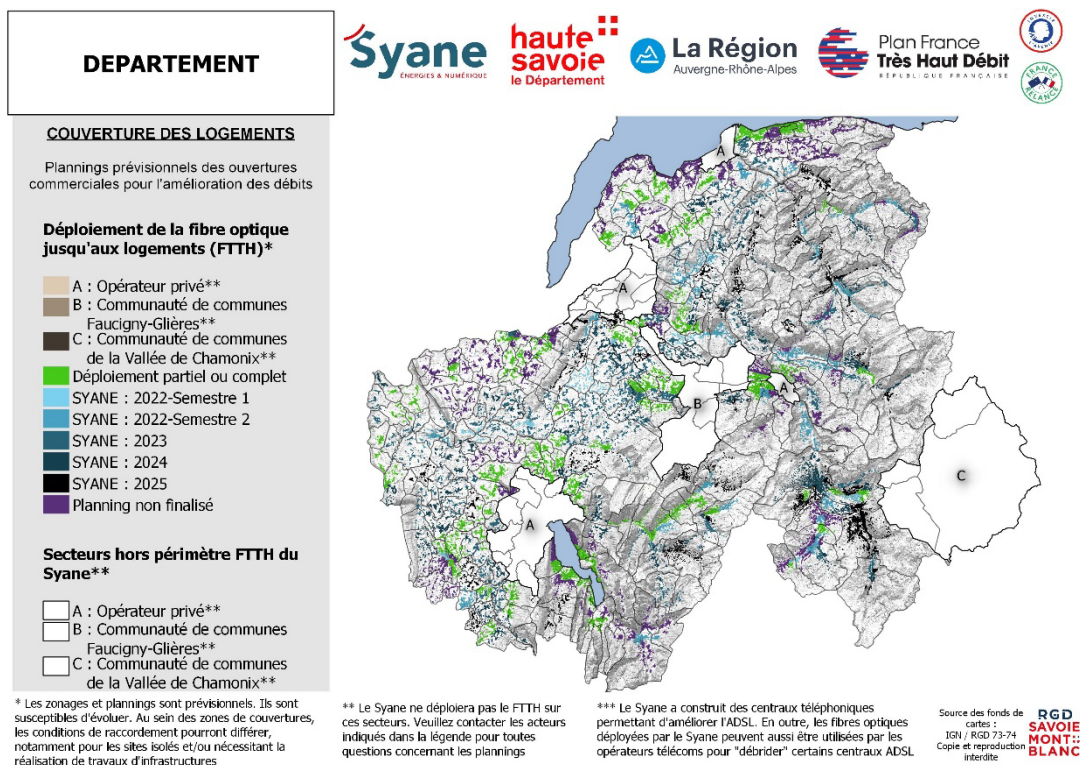 DEPARTEMENT
Syane
ÉNERGIES & NUMÉRIQUE
haute
savoie
le Département
La Région
Auvergne-Rhône-Alpes
Plan France
Très Haut Débit
RÉPUBLIQUE FRANÇAISE
FRANCE
RELANCE
COUVERTURE DES LOGEMENTS
Plannings prévisionnels des ouvertures
commerciales pour l'amélioration des débits
Déploiement de la fibre optique
jusqu'aux logements (FTTH)*
A : Opérateur privé**
B : Communauté de communes
Faucigny-Glières**
C : Communauté de communes
de la Vallée de Chamonix**
Déploiement partiel ou complet
SYANE : 2022-Semestre 1
SYANE : 2022-Semestre 2
SYANE : 2023
SYANE : 2024
SYANE : 2025
Planning non finalisé
Secteurs hors périmètre FTTH du
Syane**
A : Opérateur privé**
B : Communauté de communes
Faucigny-Glières**
C : Communauté de communes
de la Vallée de Chamonix**
A
A
A
B
C
A
* Les zonages et plannings sont prévisionnels. Ils sont
susceptibles d'évoluer. Au sein des zones de couvertures,
les conditions de raccordement pourront différer,
notamment pour les sites isolés et/ou nécessitant la
réalisation de travaux d'infrastructures
** Le Syane ne déploiera pas le FTTH sur
ces secteurs. Veuillez contacter les acteurs
indiqués dans la légende pour toutes
questions concernant les plannings
*** Le Syane a construit des centraux téléphoniques
permettant d'améliorer l'ADSL. En outre, les fibres optiques
déployées par le Syane peuvent aussi être utilisées par les
opérateurs télécoms pour "débrider" certains centraux ADSL
Source des fonds de
cartes :
IGN / RGD 73-74
Copie et reproduction
interdite
RGD
SAVOIE
MONT
BLANC